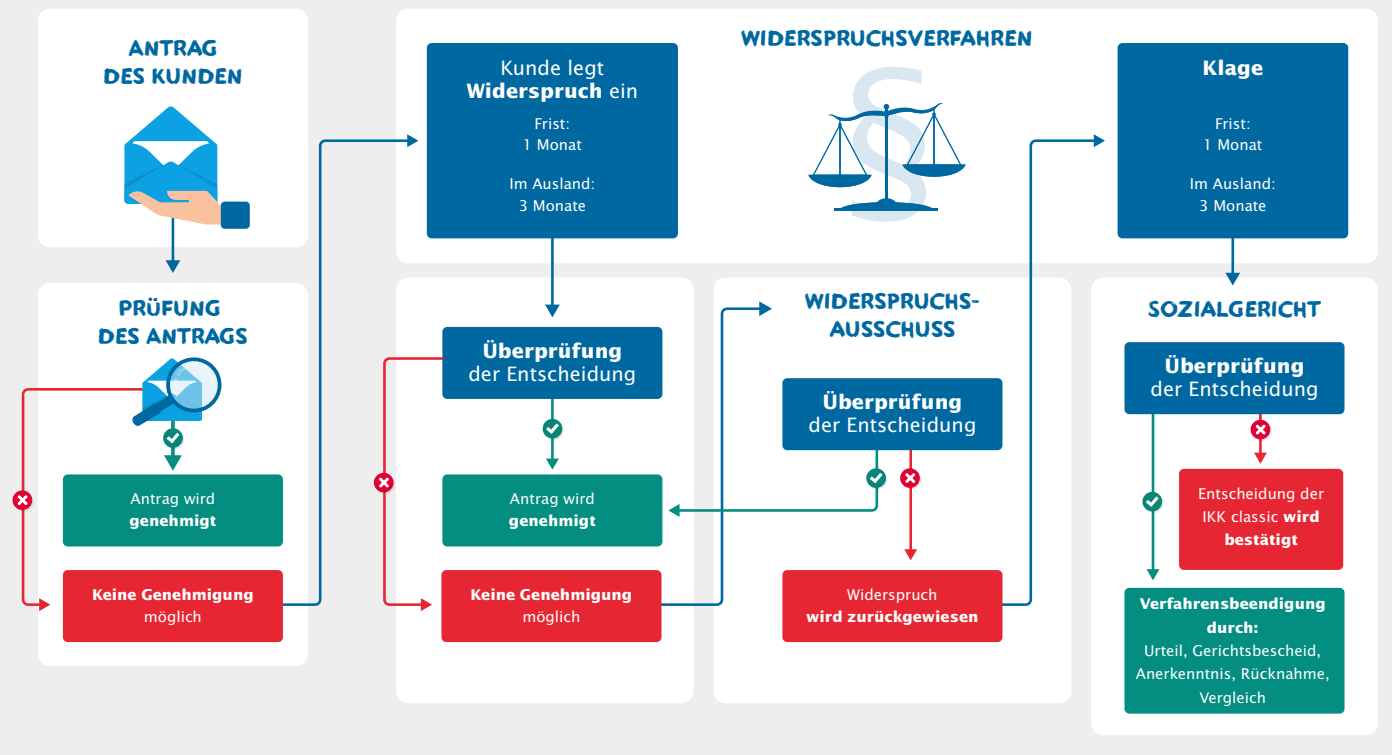 ANTRAG
DES KUNDEN
PRÜFUNG
DES ANTRAGS
Antrag wird
genehmigt
Keine Genehmigung
möglich
WIDERSPRUCHSVERFAHREN
Kunde legt
Widerspruch ein
Frist:
1 Monat
Im Ausland:
3 Monate
§
Klage
Frist:
1 Monat
Im Ausland:
3 Monate
Überprüfung
der Entscheidung
Antrag wird
genehmigt
Keine Genehmigung
möglich
WIDERSPRUCHS-
AUSSCHUSS
Überprüfung
der Entscheidung
Widerspruch
wird zurückgewiesen
SOZIALGERICHT
Überprüfung
der Entscheidung
Entscheidung der
IKK classic wird
bestätigt
Verfahrensbeendigung
durch:
Urteil, Gerichtsbescheid,
Anerkenntnis, Rücknahme,
Vergleich